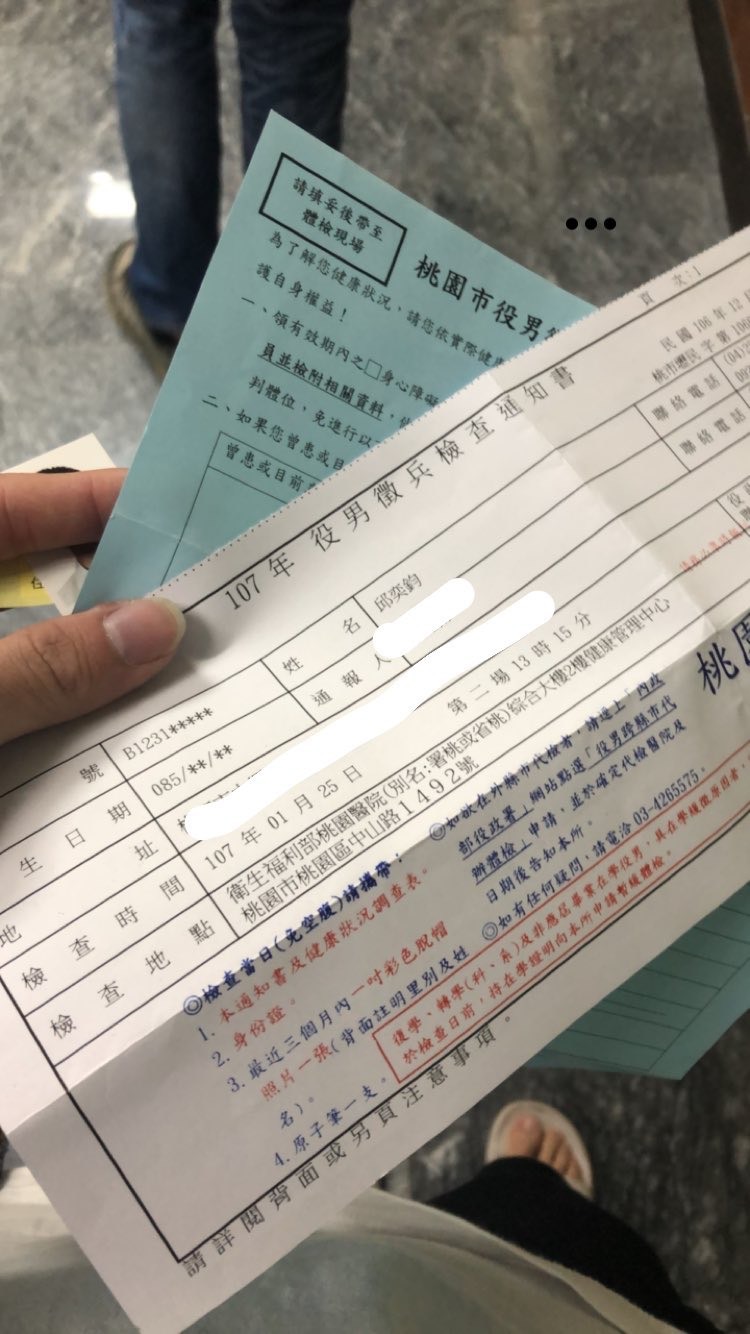 請填妥後帶至
體檢現場
桃園市役男
為了解您健康狀況，請您依實際健
護自身權益！
一、領有效期內之□身心障礙
員並檢附相關資料，
判體位，免進行以
二、如果您曾患或目
曾患或目前
頁 次：1
民國106年12
桃市壢民字第10
107年 役男徵兵檢查通知書
聯絡電話
聯絡電話
姓 名 邱奕鈞
通報人
號 B1231*****
生日期 085/**/**
地 址
檢查時間 107 年 01 月 25 日 第二場 13 時 15 分
檢查地點 衛生福利部桃園醫院(別名:署桃或省桃)綜合大樓2樓健康管理中心
桃園市桃園區中山路1492號
◎檢查當日(免空腹)請攜帶：
1.本通知書及健康狀況調查表。
2.身份證。
3.最近三個月內一吋彩色脫帽
照片一張(背面註明里別及姓
名)。
4.原子筆一支。
◎如欲在外縣市代檢者，請逕上「內政
部役政署」網站點選「役男跨縣市代
辦體檢」申請，並於確定代檢醫院及
日期後告知本所。
◎如有任何疑問，請電洽03-4265575。
復學、轉學(科、系)及非應屆畢業在學役男，具在學緩徵原因者，
於檢查日前，持在學證明向本所申請暫緩體檢。
桃園
請詳閱背面或另頁注意事項。